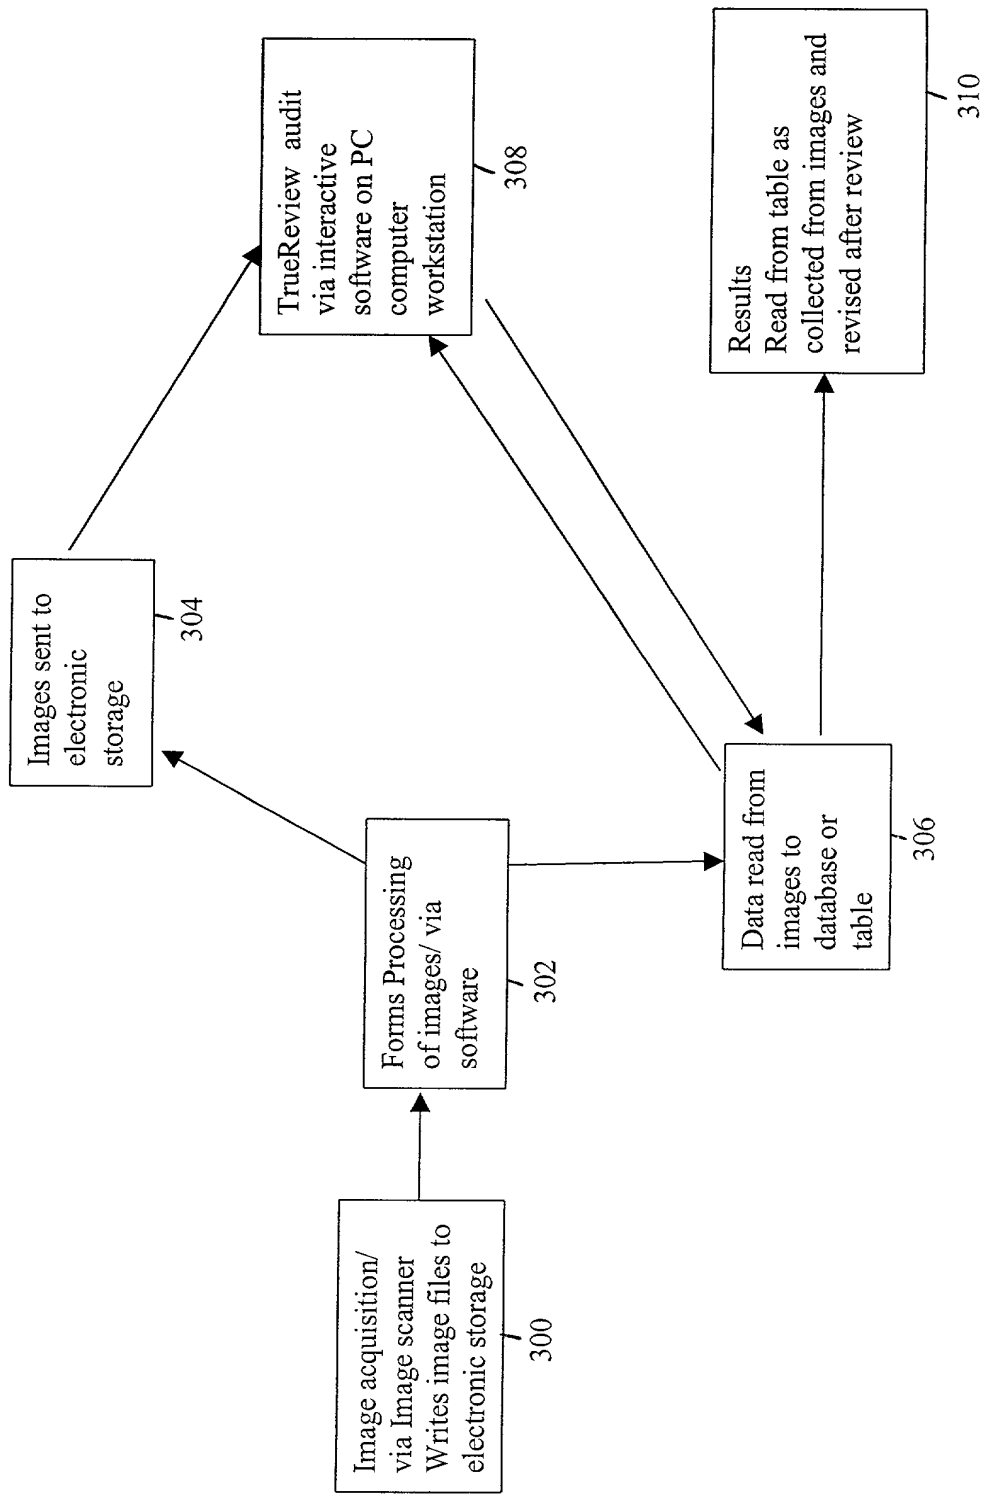 Image acquisition/
via Image scanner
Writes image files to
electronic storage
300
Forms Processing
of images/ via
software
302
Images sent to
electronic
storage
304
Data read from
images to
database or
table
306
TrueReview audit
via interactive
software on PC
computer
workstation
308
Results
Read from table as
collected from images and
revised after review
310